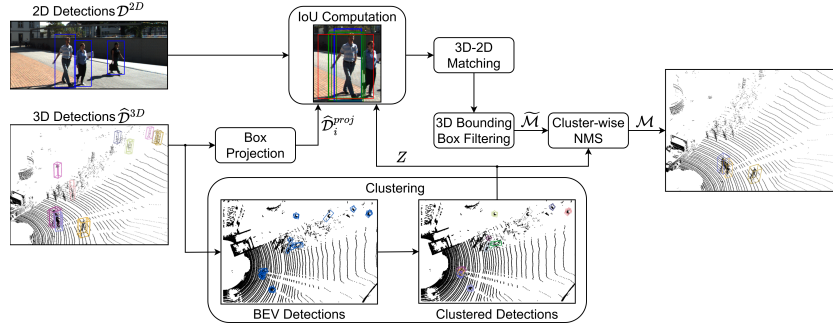 2D Detections $\mathcal{D}^{2D}$
IoU Computation
3D-2D
Matching
3D Detections $\widehat{\mathcal{D}}^{3D}$
Box
Projection
$\widehat{\mathcal{D}}_i^{proj}$
3D Bounding
Box Filtering
$\widetilde{\mathcal{M}}$
Cluster-wise
NMS
$\mathcal{M}$
Z
Clustering
BEV Detections
Clustered Detections